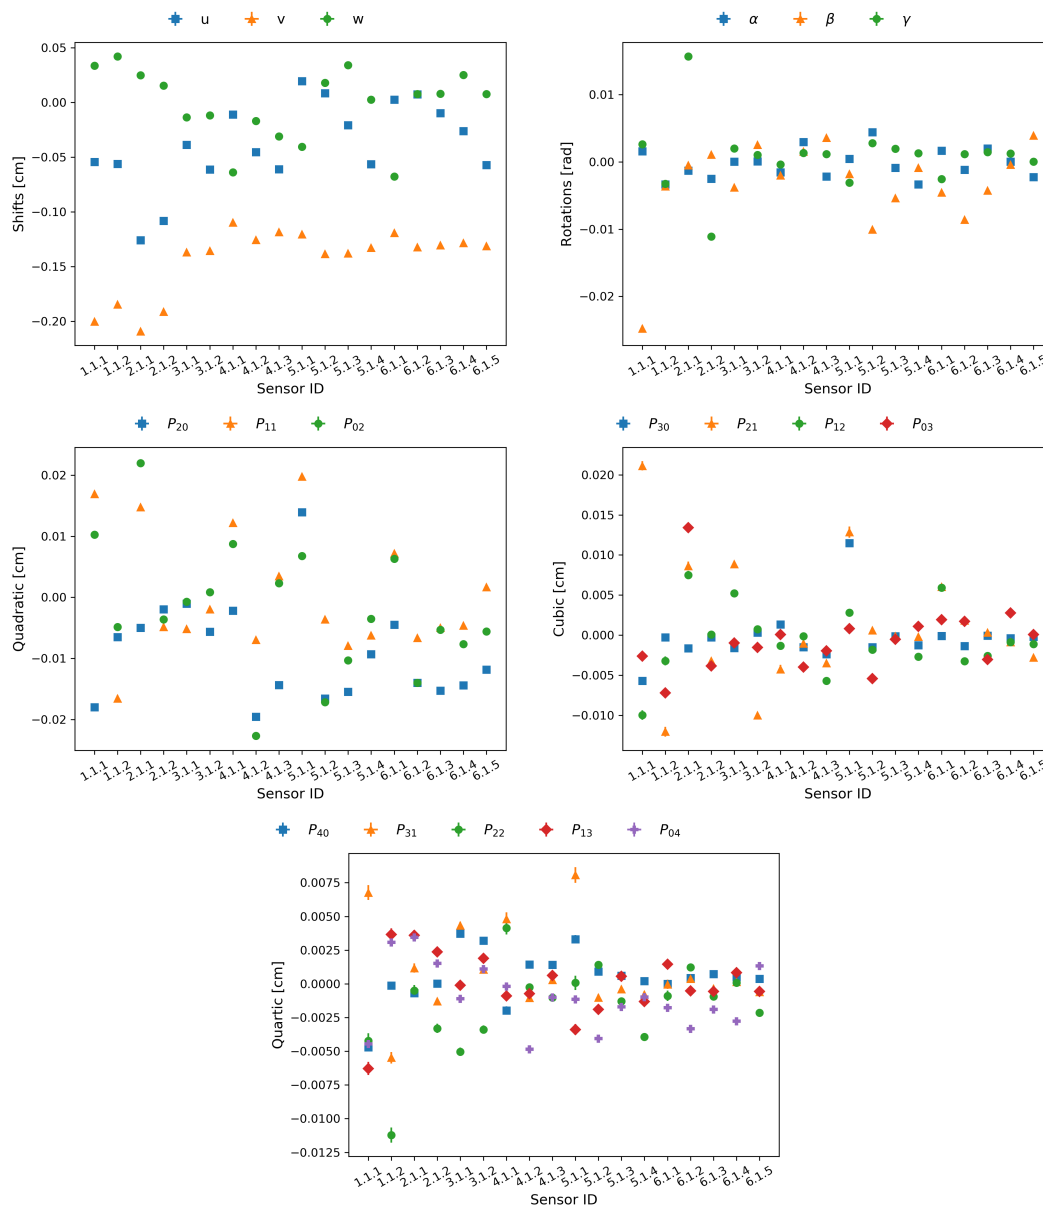 u v w
Shifts [cm]
0.05
0.00
−0.05
−0.10
−0.15
−0.20
1.1.1 1.1.2 2.1.1 2.1.2 3.1.1 3.1.2 4.1.1 4.1.2 4.1.3 5.1.1 5.1.2 5.1.3 5.1.4 6.1.1 6.1.2 6.1.3 6.1.4 6.1.5
Sensor ID
α β γ
Rotations [rad]
0.01
0.00
−0.01
−0.02
1.1.1 1.1.2 2.1.1 2.1.2 3.1.1 3.1.2 4.1.1 4.1.2 4.1.3 5.1.1 5.1.2 5.1.3 5.1.4 6.1.1 6.1.2 6.1.3 6.1.4 6.1.5
Sensor ID
P20 P11 P02
Quadratic [cm]
0.02
0.01
0.00
−0.01
−0.02
1.1.1 1.1.2 2.1.1 2.1.2 3.1.1 3.1.2 4.1.1 4.1.2 4.1.3 5.1.1 5.1.2 5.1.3 5.1.4 6.1.1 6.1.2 6.1.3 6.1.4 6.1.5
Sensor ID
P30 P21 P12 P03
Cubic [cm]
0.020
0.015
0.010
0.005
0.000
−0.005
−0.010
1.1.1 1.1.2 2.1.1 2.1.2 3.1.1 3.1.2 4.1.1 4.1.2 4.1.3 5.1.1 5.1.2 5.1.3 5.1.4 6.1.1 6.1.2 6.1.3 6.1.4 6.1.5
Sensor ID
P40 P31 P22 P13 P04
Quartic [cm]
0.0075
0.0050
0.0025
0.0000
−0.0025
−0.0050
−0.0075
−0.0100
−0.0125
1.1.1 1.1.2 2.1.1 2.1.2 3.1.1 3.1.2 4.1.1 4.1.2 4.1.3 5.1.1 5.1.2 5.1.3 5.1.4 6.1.1 6.1.2 6.1.3 6.1.4 6.1.5
Sensor ID